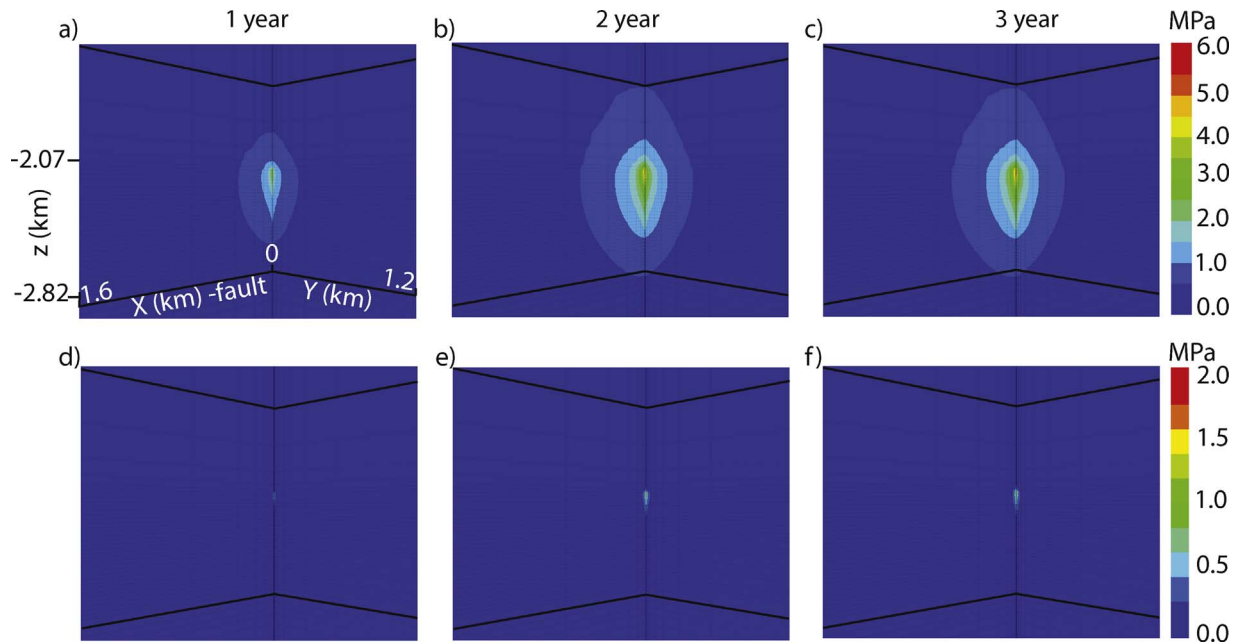 1 year 2 year 3 year MPa
a) b) c) 6.0
5.0
-2.07 4.0
3.0
z (km) 2.0
0 1.0
-2.82 1.6 X (km) -fault Y (km) 1.2 0.0
d) e) f) MPa
2.0
1.5
1.0
0.5
0.0